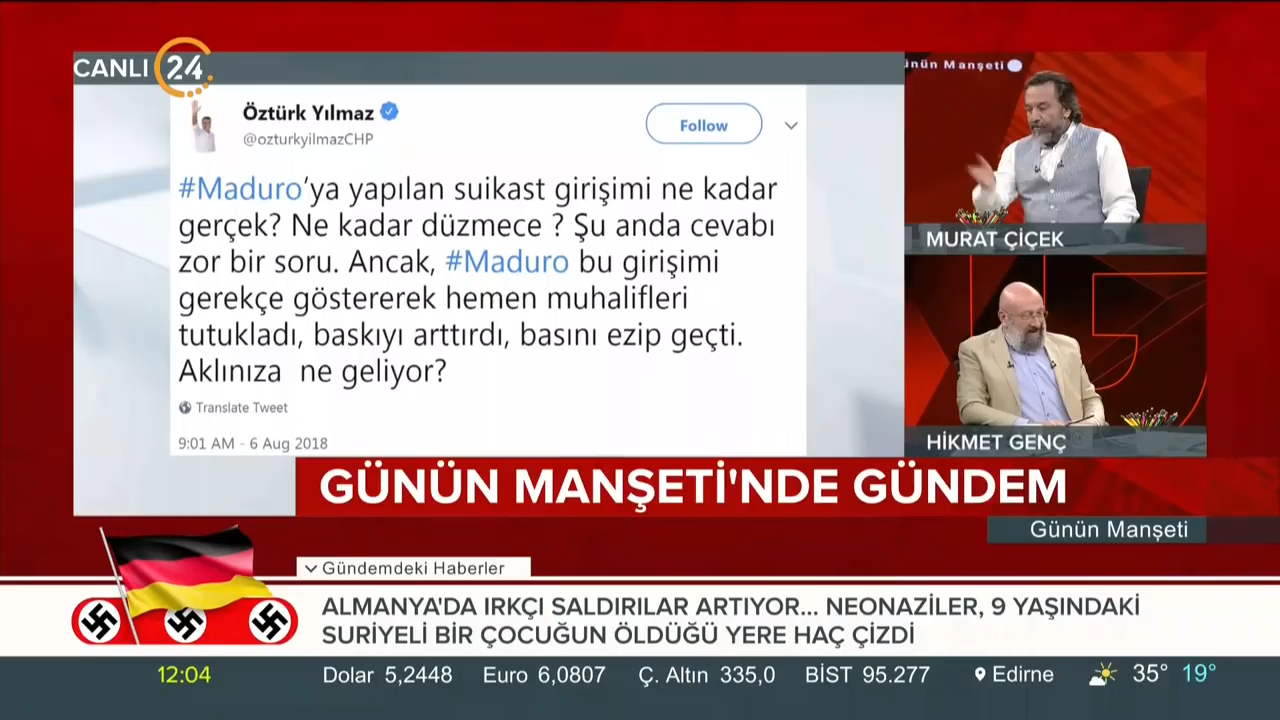 CANLI 24
Öztürk Yılmaz
@ozturkyilmazCHP
Follow
#Maduro'ya yapılan suikast girişimi ne kadar
gerçek? Ne kadar düzmece ? Şu anda cevabı
zor bir soru. Ancak, #Maduro bu girişimi
gerekçe göstererek hemen muhalifleri
tutukladı, baskıyı arttırdı, basını ezip geçti.
Aklınıza ne geliyor?
Translate Tweet
9:01 AM - 6 Aug 2018
ünün Manşeti
MURAT ÇİÇEK
HİKMET GENÇ
GÜNÜN MANŞETİ'NDE GÜNDEM
Günün Manşeti
Gündemdeki Haberler
ALMANYA'DA IRKÇI SALDIRILAR ARTIYOR... NEONAZİLER, 9 YAŞINDAKİ
SURİYELİ BİR ÇOCUĞUN ÖLDÜĞÜ YERE HAÇ ÇİZDİ
12:04 Dolar 5,2448 Euro 6,0807 Ç. Altın 335,0 BİST 95.277 Edirne 35° 19°